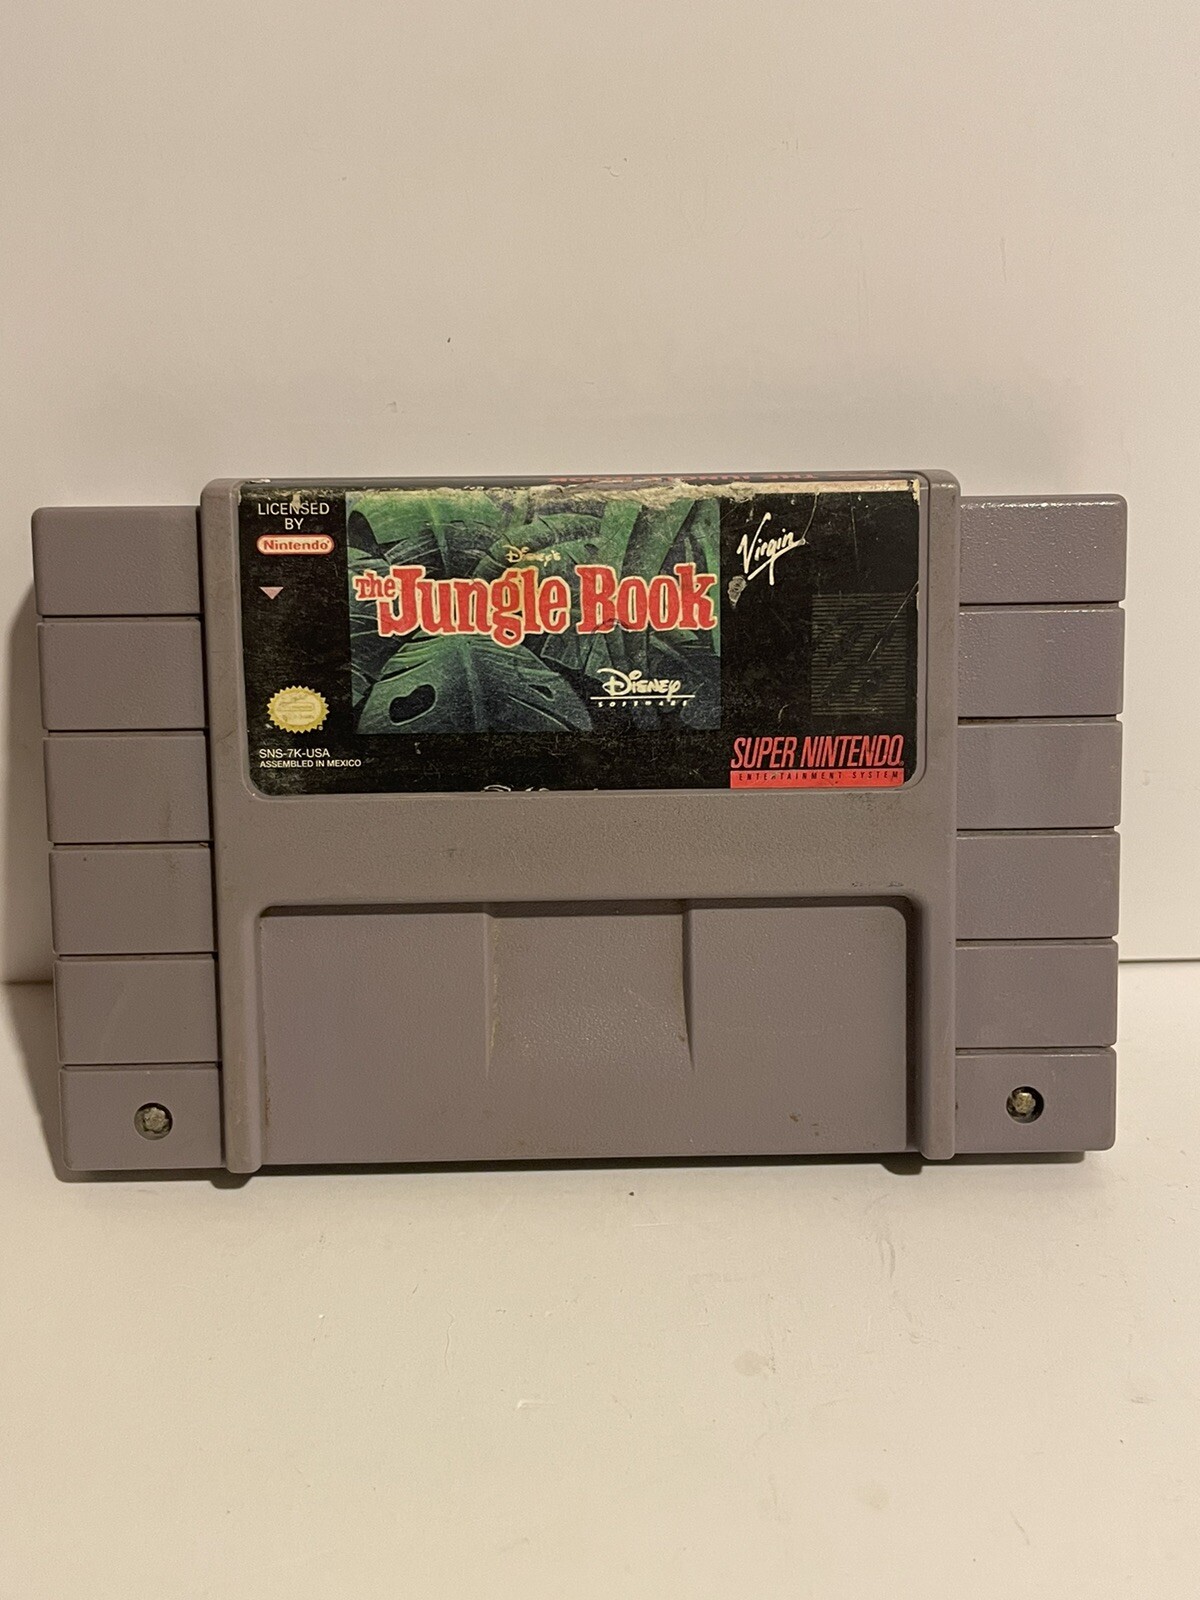 LICENSED
BY
Nintendo
Disney's
The Jungle Book
Virgin
Disney
SOFTWARE
SNS-7K-USA
ASSEMBLED IN MEXICO
SUPER NINTENDO
ENTERTAINMENT SYSTEM